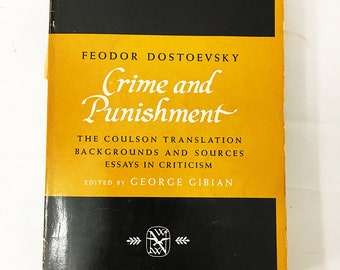 FEODOR DOSTOEVSKY
Crime and
Punishment
THE COULSON TRANSLATION
BACKGROUNDS AND SOURCES
ESSAYS IN CRITICISM
EDITED BY GEORGE GIBIAN